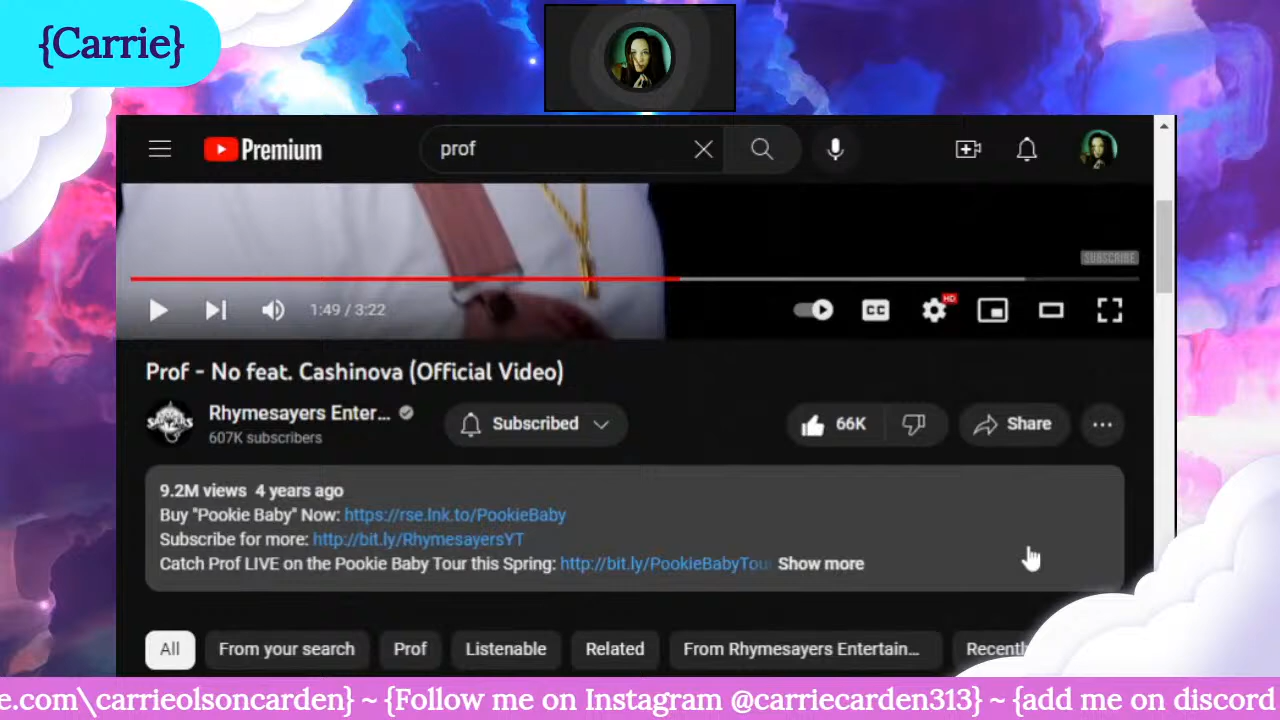 {Carrie}
Premium
prof
SUBSCRIBE
1:49 / 3:22
CC
HD
Prof - No feat. Cashinova (Official Video)
Rhymesayers Enter...
607K subscribers
Subscribed
66K
Share
9.2M views 4 years ago
Buy "Pookie Baby" Now: https://rse.lnk.to/PookieBaby
Subscribe for more: http://bit.ly/RhymesayersYT
Catch Prof LIVE on the Pookie Baby Tour this Spring: http://bit.ly/PookieBabyTou Show more
All
From your search
Prof
Listenable
Related
From Rhymesayers Entertain...
Recentl
e.com\carrieolsoncarden} ~ {Follow me on Instagram @carriecarden313} ~ {add me on discord